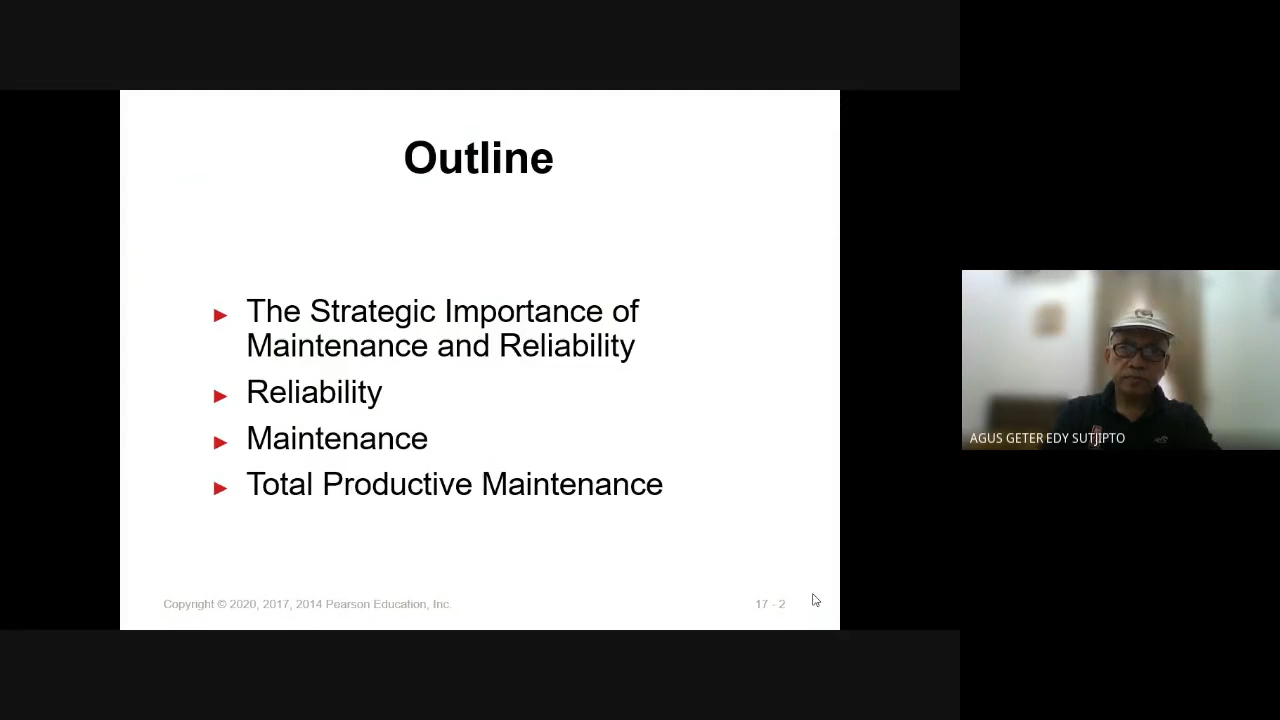 Outline
► The Strategic Importance of
Maintenance and Reliability
► Reliability
► Maintenance
► Total Productive Maintenance
Copyright © 2020, 2017, 2014 Pearson Education, Inc.
17 - 2
AGUS GETER EDY SUTJIPTO